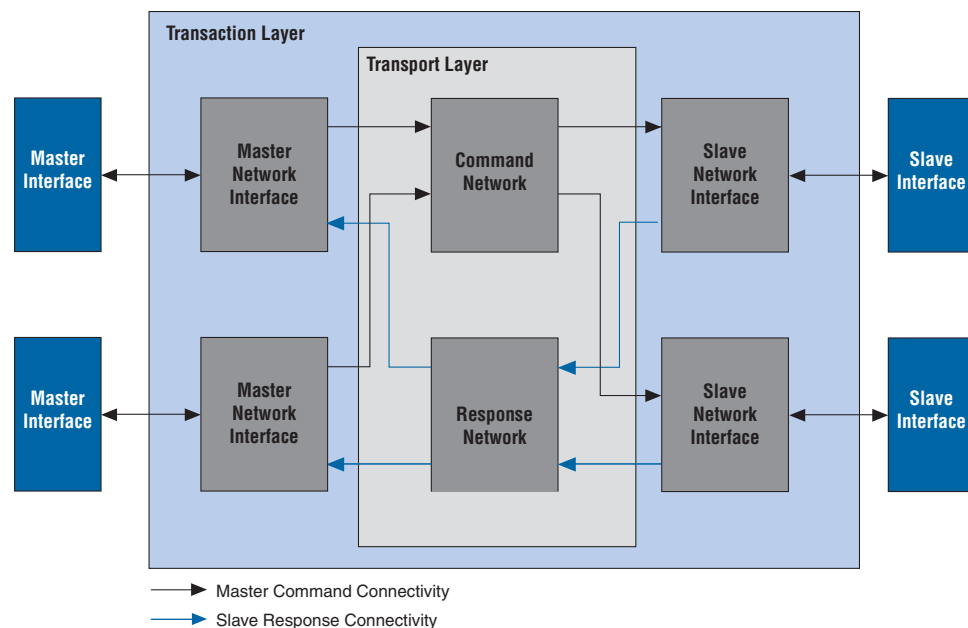 Transaction Layer
Transport Layer
Master
Interface
Master
Network
Interface
Command
Network
Slave
Network
Interface
Slave
Interface
Master
Interface
Master
Network
Interface
Response
Network
Slave
Network
Interface
Slave
Interface
Master Command Connectivity
Slave Response Connectivity